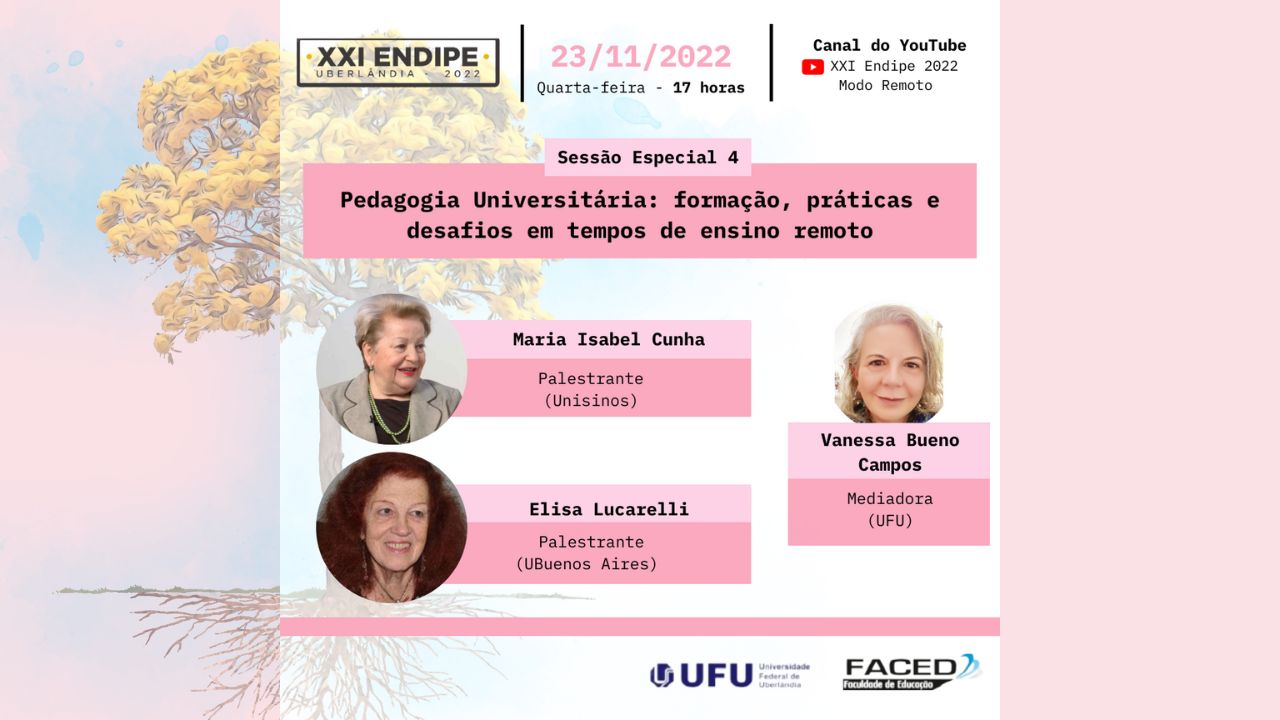 XXI ENDIPE
UBERLÂNDIA - 2022
23/11/2022
Quarta-feira - 17 horas
Canal do YouTube
XXI Endipe 2022
Modo Remoto
Sessão Especial 4
Pedagogia Universitária: formação, práticas e
desafios em tempos de ensino remoto
Maria Isabel Cunha
Palestrante
(Unisinos)
Elisa Lucarelli
Palestrante
(UBuenos Aires)
Vanessa Bueno
Campos
Mediadora
(UFU)
UFU
Universidade
Federal de
Uberlândia
FACED
Faculdade de Educação